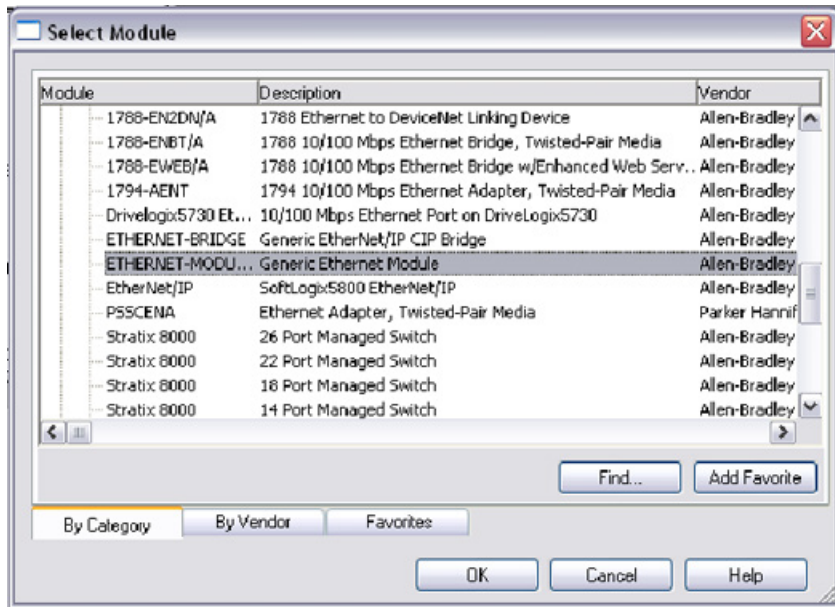 Select Module
Module Description Vendor
1788-EN2DN/A 1788 Ethernet to DeviceNet Linking Device Allen-Bradley
1788-ENBT/A 1788 10/100 Mbps Ethernet Bridge, Twisted-Pair Media Allen-Bradley
1788-EWEB/A 1788 10/100 Mbps Ethernet Bridge w/Enhanced Web Serv... Allen-Bradley
1794-AENT 1794 10/100 Mbps Ethernet Adapter, Twisted-Pair Media Allen-Bradley
Drivelogix5730 Et... 10/100 Mbps Ethernet Port on DriveLogix5730 Allen-Bradley
ETHERNET-BRIDGE Generic EtherNet/IP CIP Bridge Allen-Bradley
ETHERNET-MODU... Generic Ethernet Module Allen-Bradley
EtherNet/IP SoftLogix5800 EtherNet/IP Allen-Bradley
PSSCENA Ethernet Adapter, Twisted-Pair Media Parker Hannif
Stratix 8000 26 Port Managed Switch Allen-Bradley
Stratix 8000 22 Port Managed Switch Allen-Bradley
Stratix 8000 18 Port Managed Switch Allen-Bradley
Stratix 8000 14 Port Managed Switch Allen-Bradley
Find... Add Favorite
By Category By Vendor Favorites
OK Cancel Help